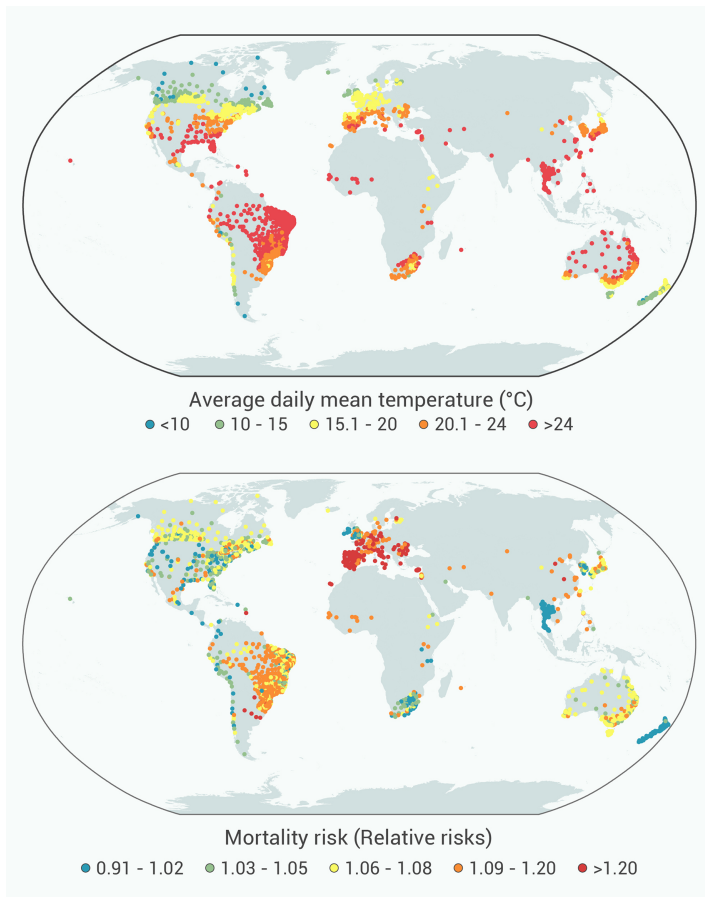 Average daily mean temperature (°C)
<10 10 - 15 15.1 - 20 20.1 - 24 >24
Mortality risk (Relative risks)
0.91 - 1.02 1.03 - 1.05 1.06 - 1.08 1.09 - 1.20 >1.20